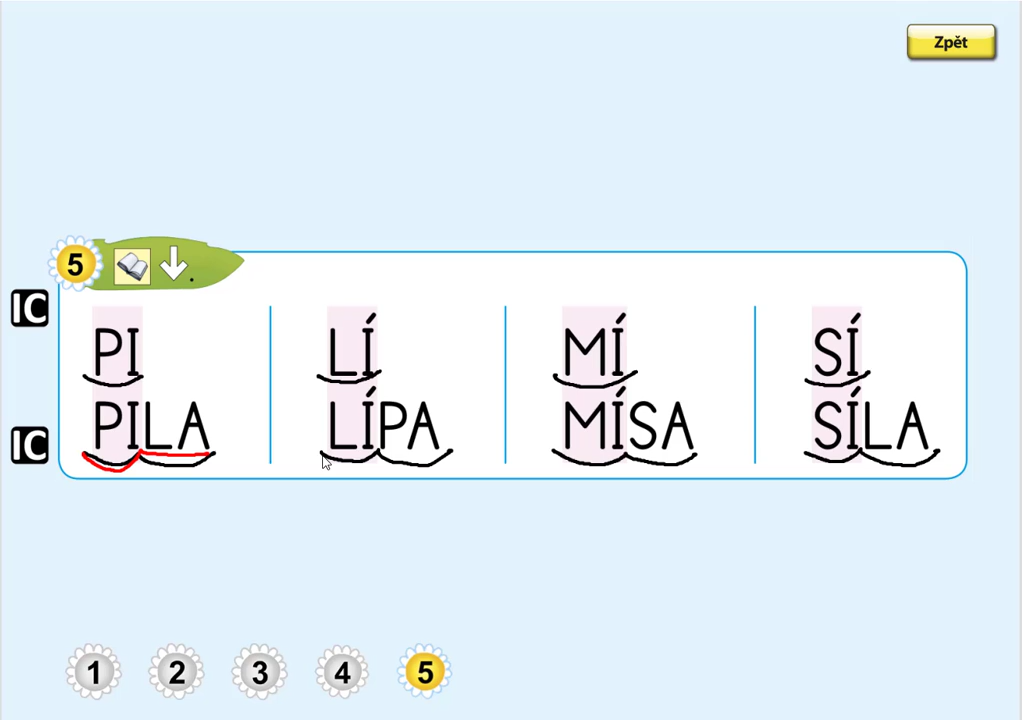 Zpět
5
IC
PI LÍ MÍ SÍ
IC
PILA LÍPA MÍSA SÍLA
1 2 3 4 5